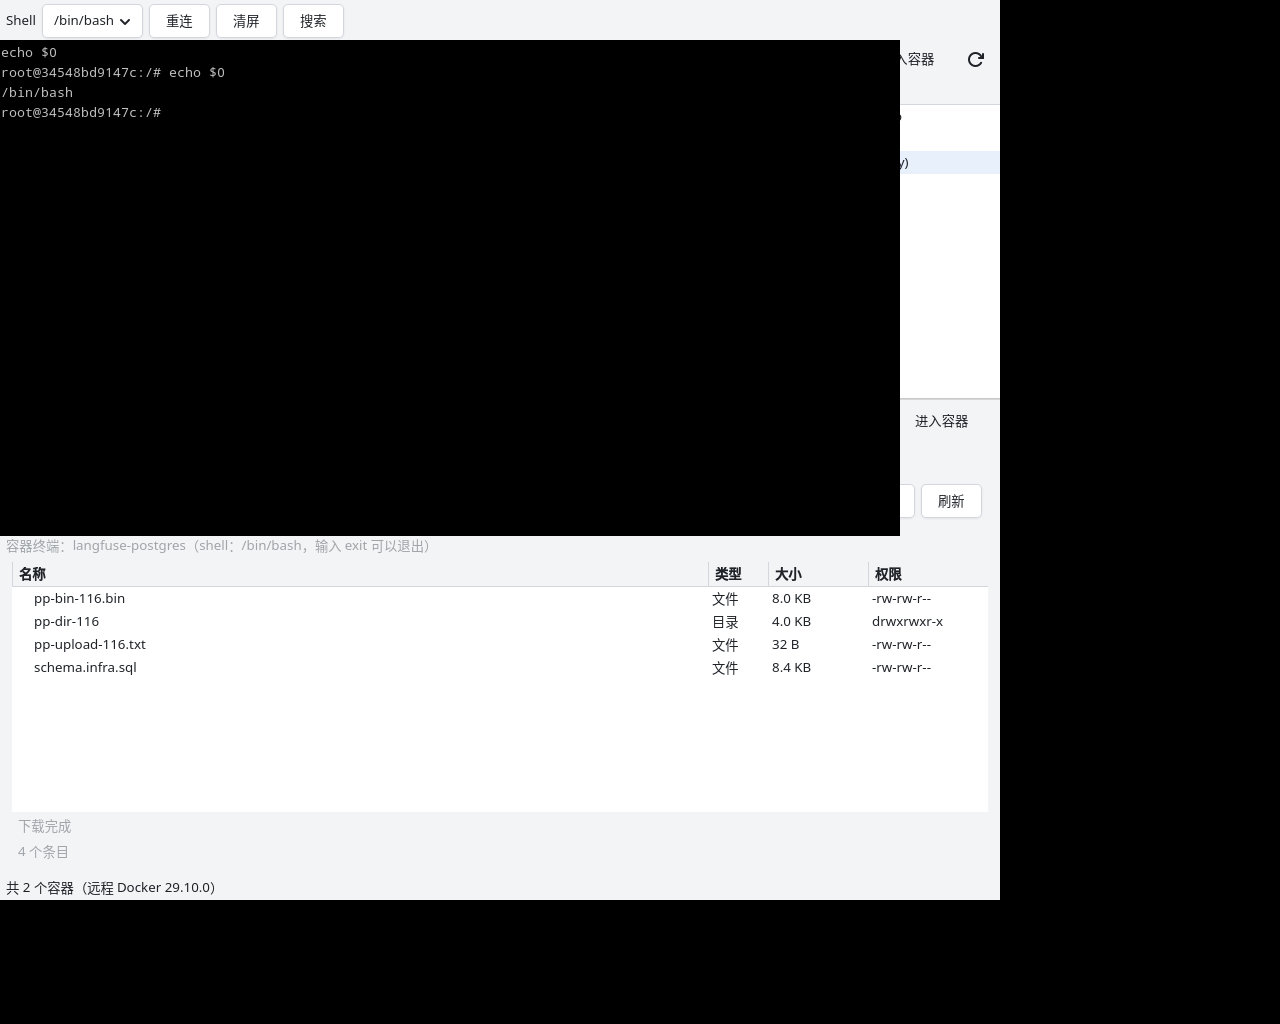 Shell /bin/bash 重连 清屏 搜索
echo $0
root@34548bd9147c:/# echo $0
/bin/bash
root@34548bd9147c:/#
入容器
y)
进入容器
刷新
容器终端：langfuse-postgres（shell：/bin/bash，输入 exit 可以退出）
名称 类型 大小 权限
pp-bin-116.bin 文件 8.0 KB -rw-rw-r--
pp-dir-116 目录 4.0 KB drwxrwxr-x
pp-upload-116.txt 文件 32 B -rw-rw-r--
schema.infra.sql 文件 8.4 KB -rw-rw-r--
下载完成
4 个条目
共 2 个容器（远程 Docker 29.10.0）